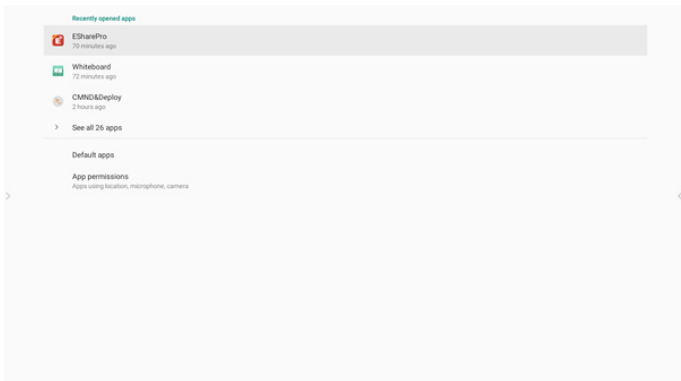 Recently opened apps
ESharePro
70 minutes ago
Whiteboard
72 minutes ago
CMND&Deploy
2 hours ago
See all 26 apps
Default apps
App permissions
Apps using location, microphone, camera